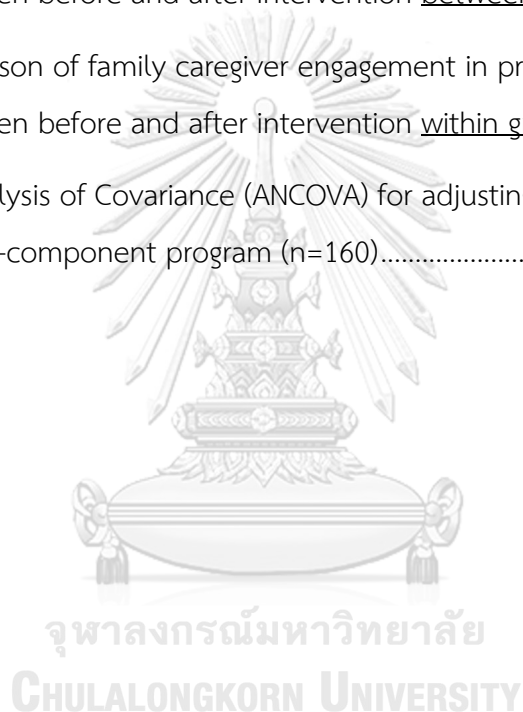 en before and after intervention between
son of family caregiver engagement in pr
en before and after intervention within g
lysis of Covariance (ANCOVA) for adjustin
-component program (n=160).....................
จุฬาลงกรณ์มหาวิทยาลัย
CHULALONGKORN UNIVERSITY